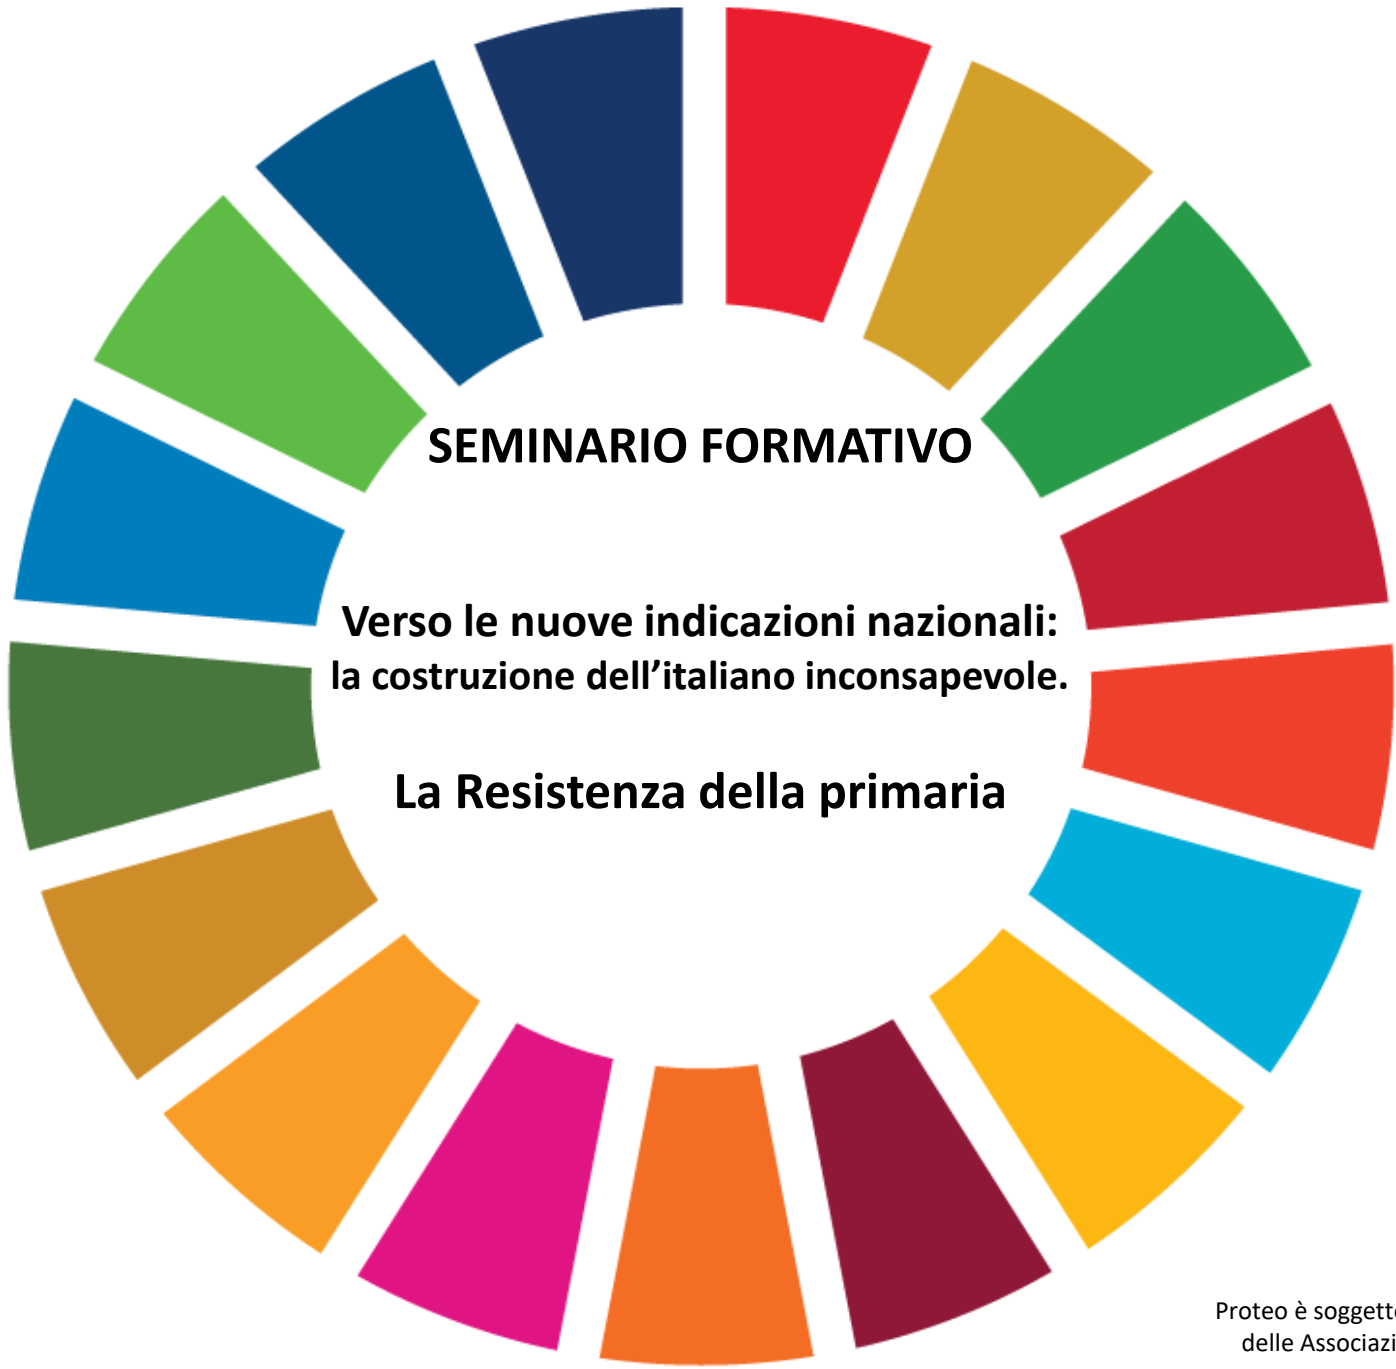 SEMINARIO FORMATIVO
Verso le nuove indicazioni nazionali:
la costruzione dell’italiano inconsapevole.
La Resistenza della primaria
Proteo è soggett
delle Associazi